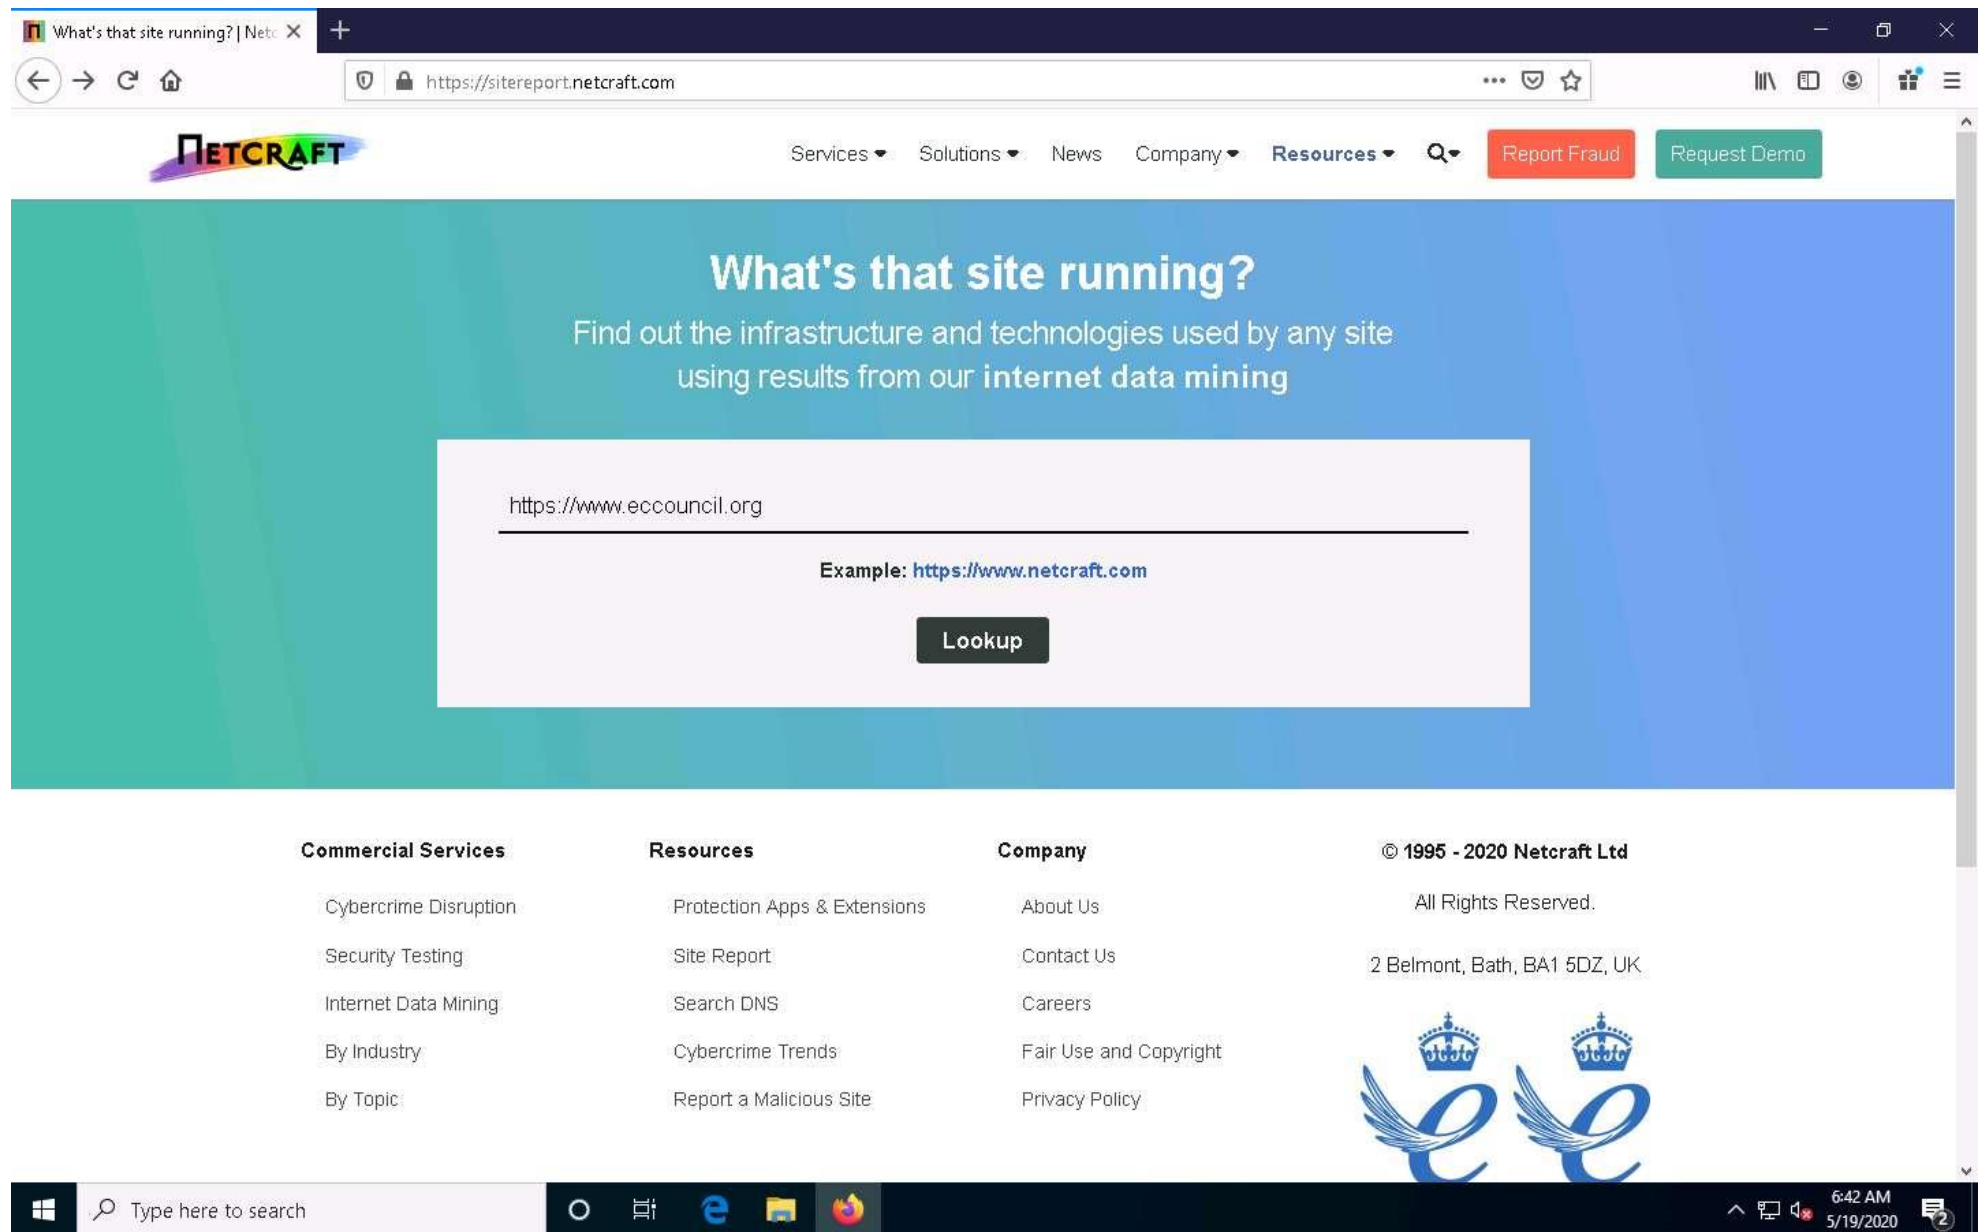 What's that site running? | Netc
https://sitereport.netcraft.com
NETCRAFT
Services
Solutions
News
Company
Resources
Report Fraud
Request Demo
What's that site running?
Find out the infrastructure and technologies used by any site
using results from our internet data mining
https://www.eccouncil.org
Example: https://www.netcraft.com
Lookup
Commercial Services
Cybercrime Disruption
Security Testing
Internet Data Mining
By Industry
By Topic
Resources
Protection Apps & Extensions
Site Report
Search DNS
Cybercrime Trends
Report a Malicious Site
Company
About Us
Contact Us
Careers
Fair Use and Copyright
Privacy Policy
© 1995 - 2020 Netcraft Ltd
All Rights Reserved.
2 Belmont, Bath, BA1 5DZ, UK
Type here to search
6:42 AM
5/19/2020
2